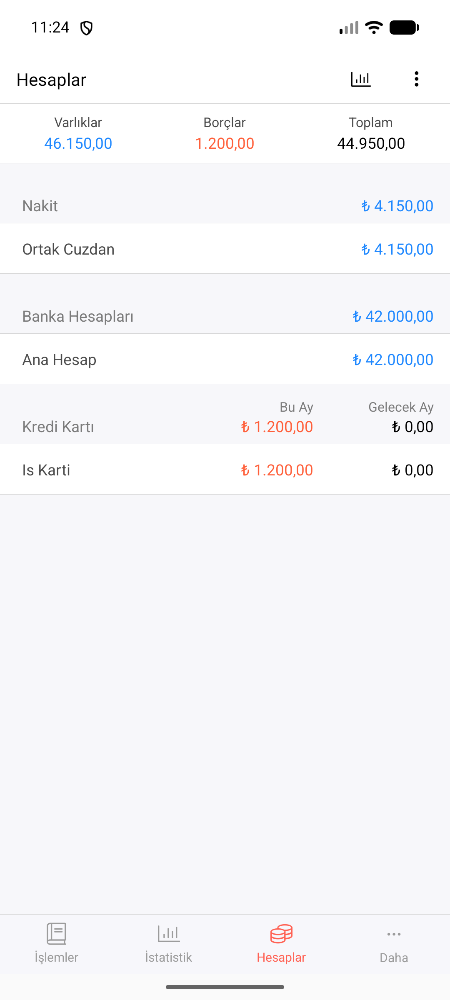 11:24
Hesaplar
Varlıklar Borçlar Toplam
46.150,00 1.200,00 44.950,00
Nakit ₺ 4.150,00
Ortak Cuzdan ₺ 4.150,00
Banka Hesapları ₺ 42.000,00
Ana Hesap ₺ 42.000,00
Bu Ay Gelecek Ay
Kredi Kartı ₺ 1.200,00 ₺ 0,00
Is Karti ₺ 1.200,00 ₺ 0,00
İşlemler İstatistik Hesaplar Daha